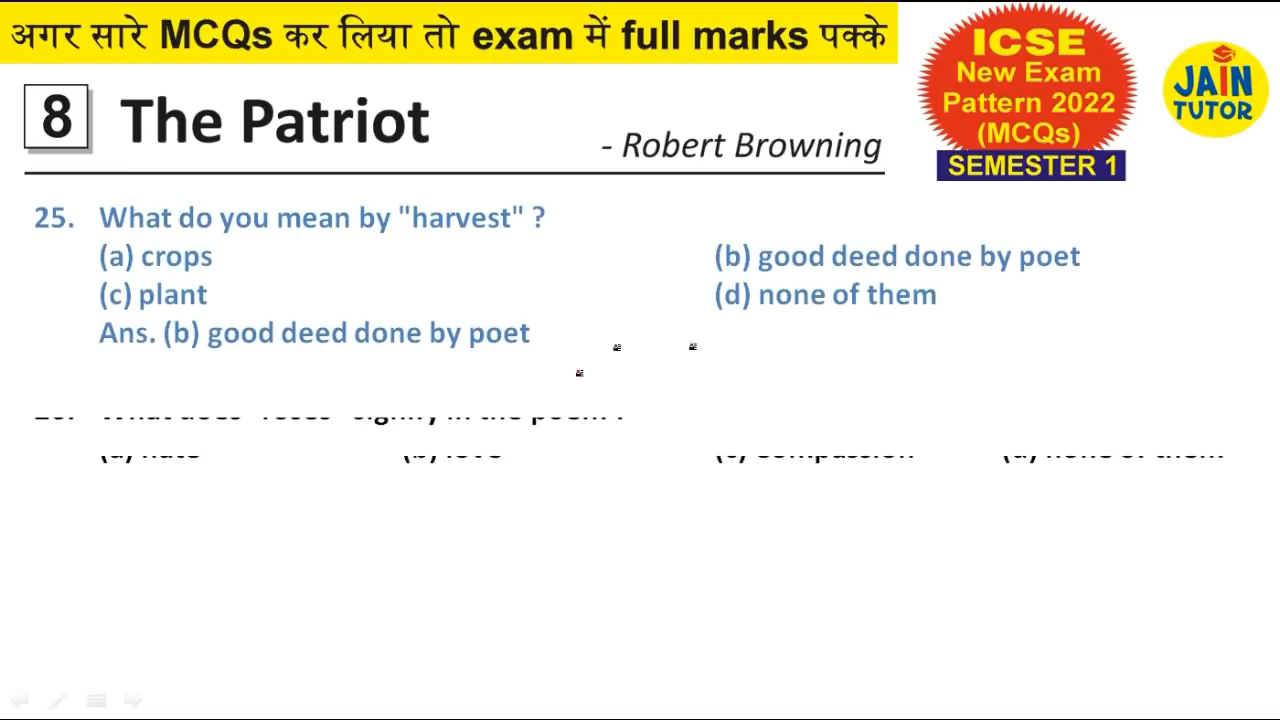 अगर सारे MCQs कर लिया तो exam में full marks पक्के
ICSE
New Exam
Pattern 2022
(MCQs)
SEMESTER 1
JAIN
TUTOR
8 The Patriot
- Robert Browning
25. What do you mean by "harvest" ?
(a) crops (b) good deed done by poet
(c) plant (d) none of them
Ans. (b) good deed done by poet